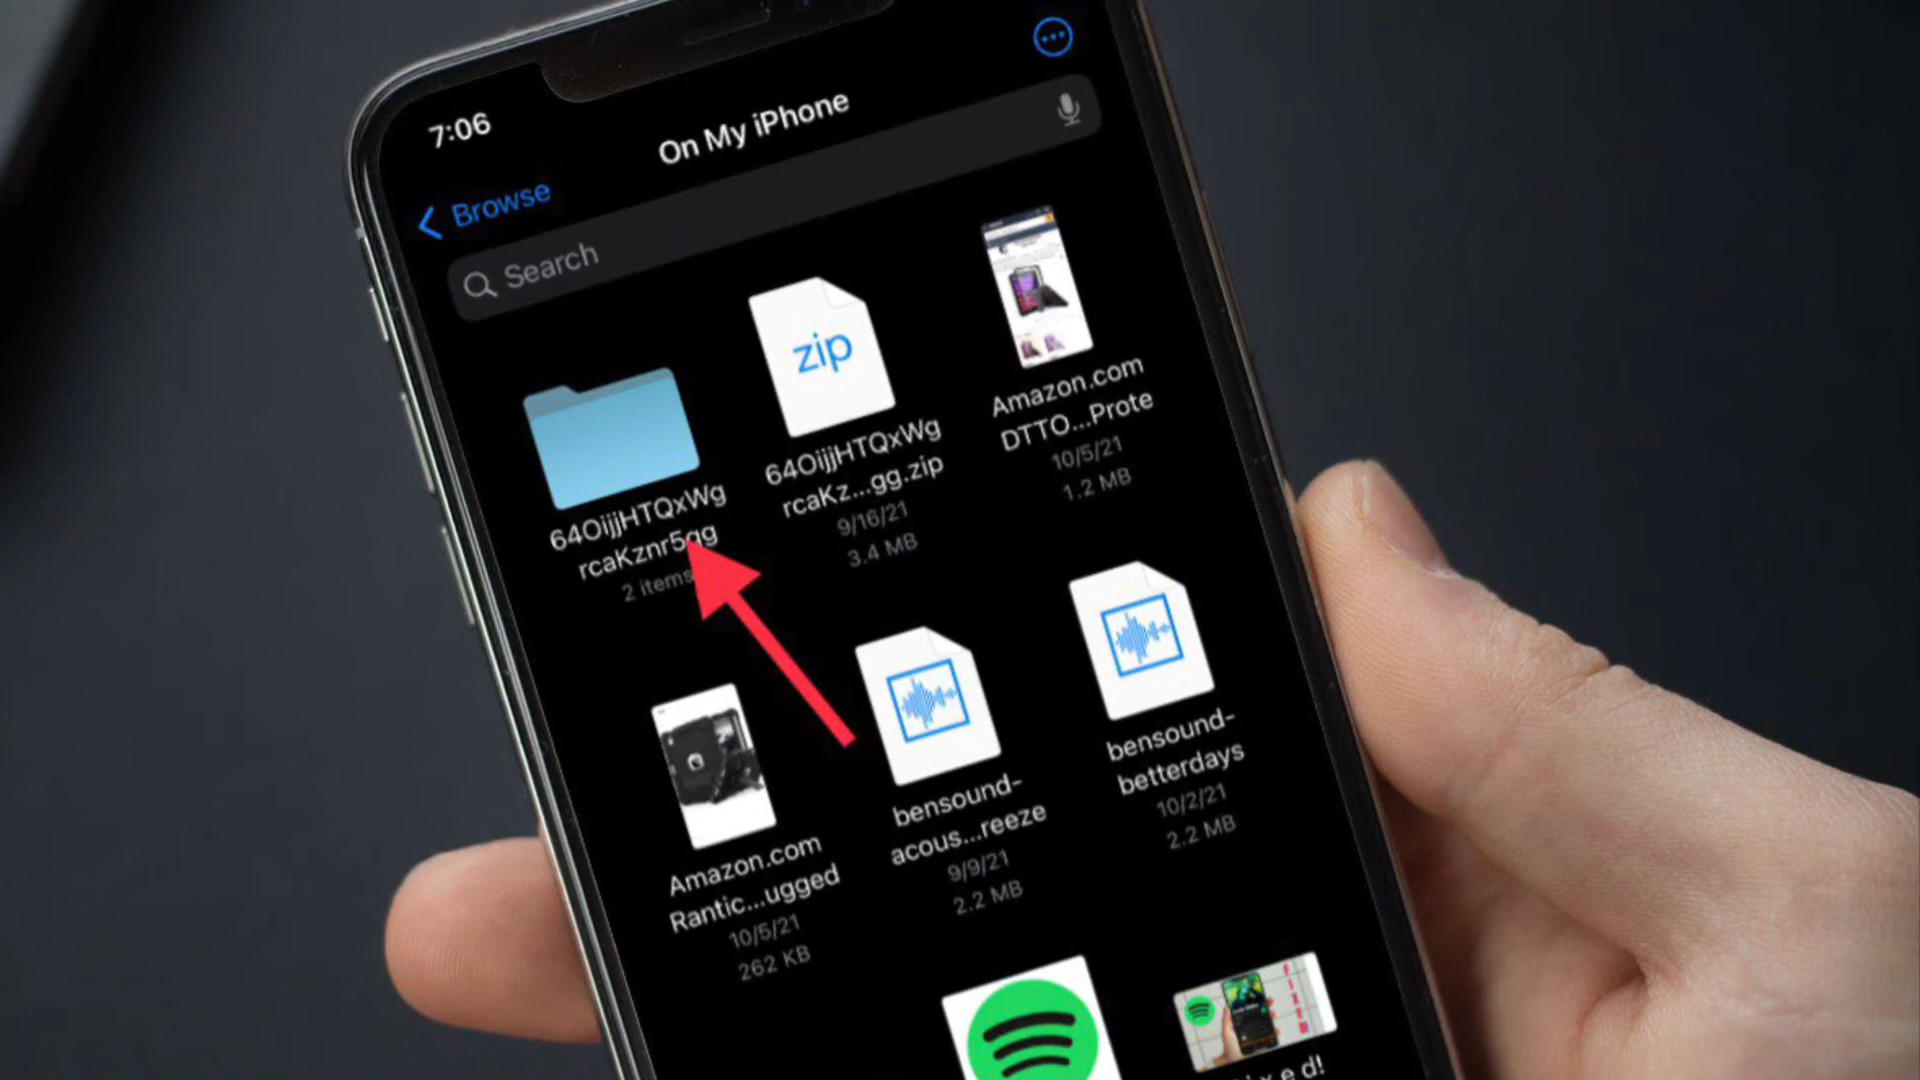 7:06
On My iPhone
Browse
Search
64OijjHTQxWg
rcaKznr5gg
2 items
zip
64OijjHTQxWg
rcaKz...gg.zip
9/16/21
3.4 MB
Amazon.com
DTTO...Prote
10/5/21
1.2 MB
Amazon.com
Rantic...ugged
10/5/21
262 KB
bensound-
acous...reeze
9/9/21
2.2 MB
bensound-
betterdays
10/2/21
2.2 MB